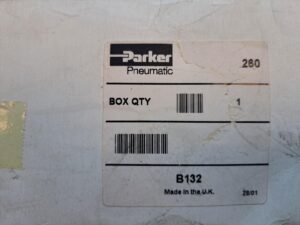 Parker
Pneumatic
260
BOX QTY 1
B132
Made in the U.K. 28/01